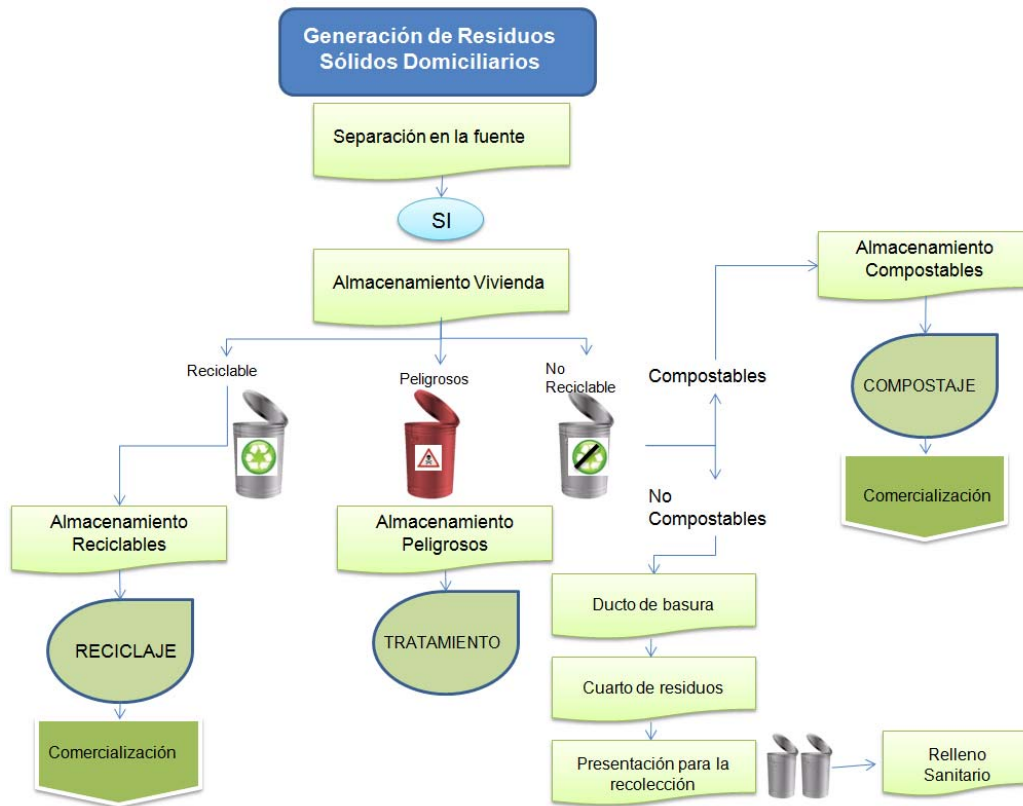 Generación de Residuos
Sólidos Domiciliarios
Separación en la fuente
SI
Almacenamiento Vivienda
Almacenamiento
Compostables
Reciclable
Peligrosos
No
Reciclable
Compostables
COMPOSTAJE
No
Compostables
Comercialización
Almacenamiento
Reciclables
Almacenamiento
Peligrosos
Ducto de basura
RECICLAJE
TRATAMIENTO
Cuarto de residuos
Comercialización
Presentación para la
recolección
Relleno
Sanitario